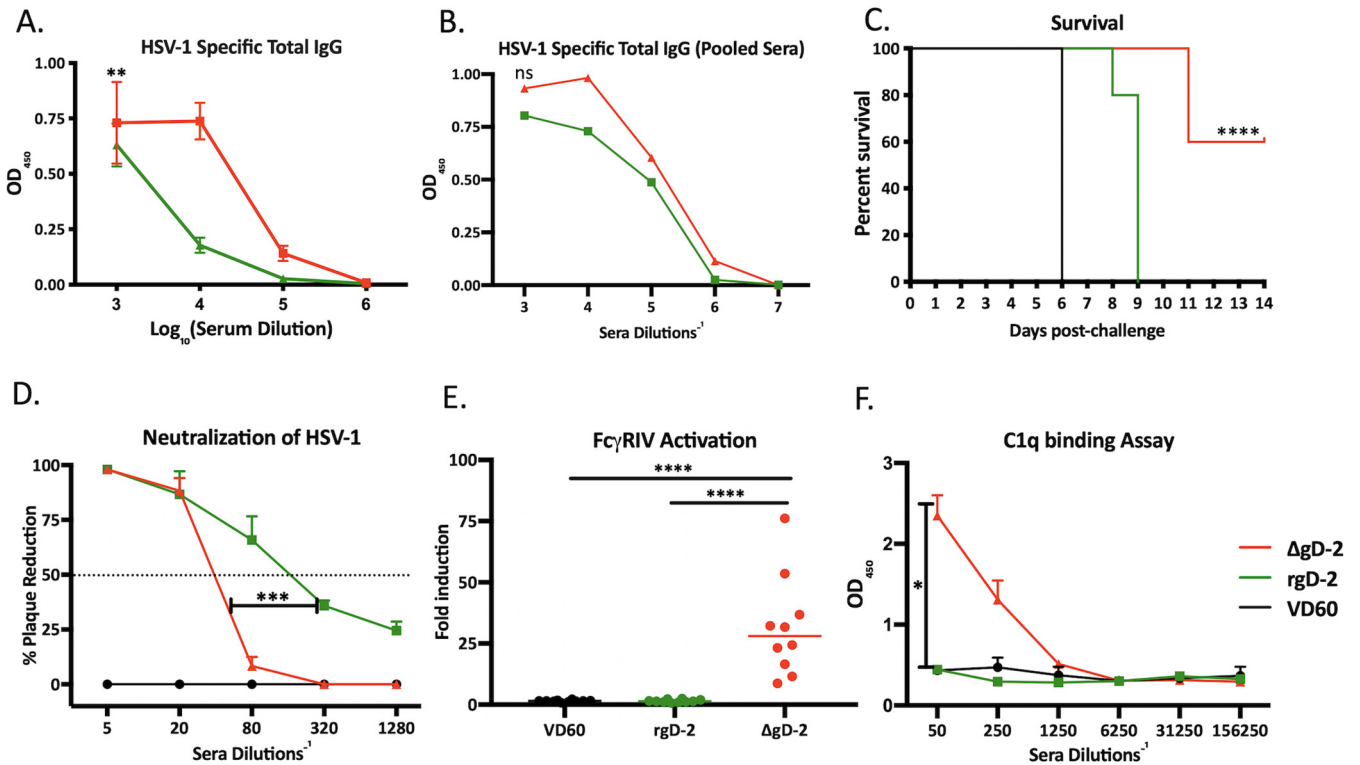 A.
HSV-1 Specific Total IgG
1.00
0.75
0.50
0.25
0.00
OD₄₅₀
**
3 4 5 6
Log₁₀(Serum Dilution)
B.
HSV-1 Specific Total IgG (Pooled Sera)
1.00
0.75
0.50
0.25
0.00
OD₄₅₀
ns
3 4 5 6 7
Sera Dilutions⁻¹
C.
Survival
100
80
60
40
20
0
Percent survival
****
0 1 2 3 4 5 6 7 8 9 10 11 12 13 14
Days post-challenge
D.
Neutralization of HSV-1
100
75
50
25
0
% Plaque Reduction
***
5 20 80 320 1280
Sera Dilutions⁻¹
E.
FcγRIV Activation
100
75
50
25
0
Fold induction
****
****
VD60 rgD-2 ΔgD-2
F.
C1q binding Assay
3
2
1
0
OD₄₅₀
*
50 250 1250 6250 31250 156250
Sera Dilutions⁻¹
ΔgD-2
rgD-2
VD60